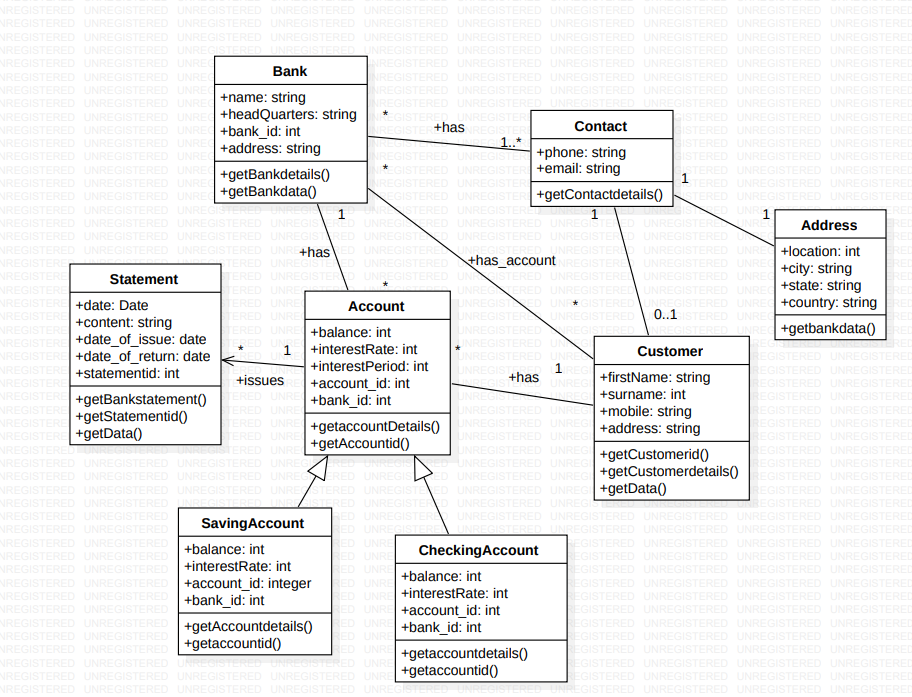 Bank
+name: string
+headQuarters: string
+bank_id: int
+address: string
+getBankdetails()
+getBankdata()
*
+has
1..*
Contact
+phone: string
+email: string
+getContactdetails()
*
1
1
1
1
Address
+location: int
+city: string
+state: string
+country: string
+getbankdata()
+has
+has_account
*
*
0..1
Statement
+date: Date
+content: string
+date_of_issue: date
+date_of_return: date
+statementid: int
+getBankstatement()
+getStatementid()
+getData()
*
1
+issues
Account
+balance: int
+interestRate: int
+interestPeriod: int
+account_id: int
+bank_id: int
+getaccountDetails()
+getAccountid()
*
+has
1
Customer
+firstName: string
+surname: int
+mobile: string
+address: string
+getCustomerid()
+getCustomerdetails()
+getData()
SavingAccount
+balance: int
+interestRate: int
+account_id: integer
+bank_id: int
+getAccountdetails()
+getaccountid()
CheckingAccount
+balance: int
+interestRate: int
+account_id: int
+bank_id: int
+getaccountdetails()
+getaccountid()
UNREGISTERED